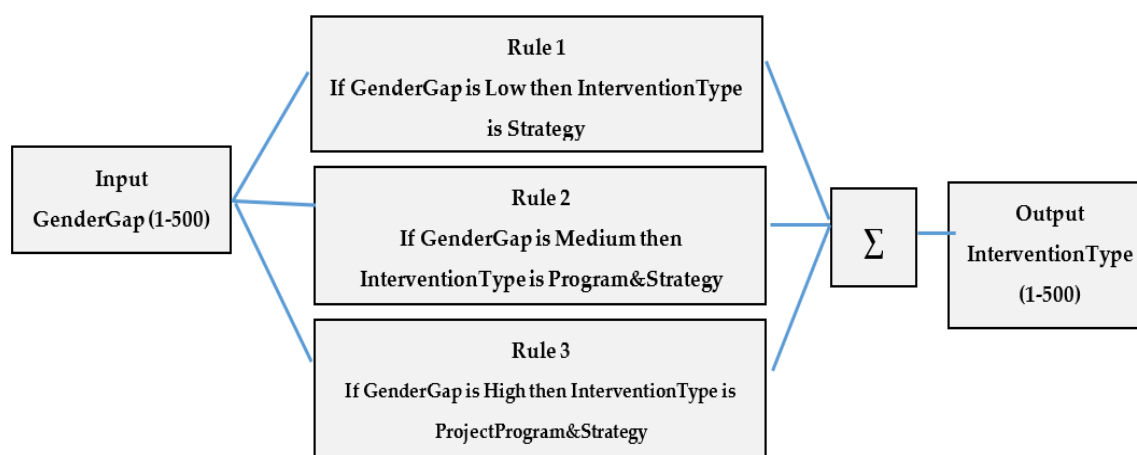 Input
GenderGap (1-500)
Rule 1
If GenderGap is Low then InterventionType
is Strategy
Rule 2
If GenderGap is Medium then
InterventionType is Program&Strategy
Rule 3
If GenderGap is High then InterventionType is
ProjectProgram&Strategy
∑
Output
InterventionType
(1-500)